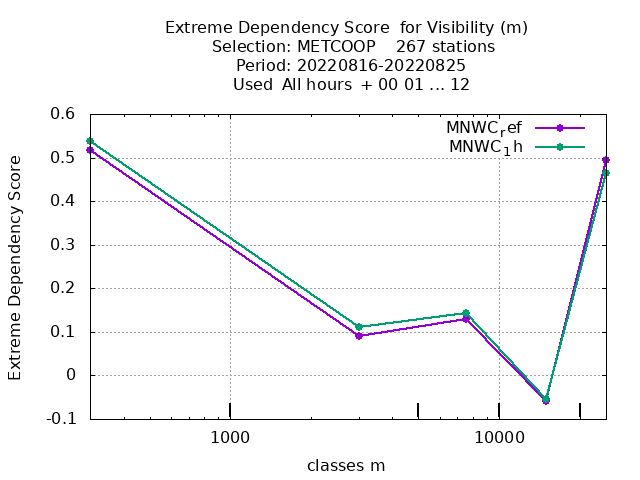 Extreme Dependency Score  for Visibility (m)
Selection: METCOOP    267 stations
Period: 20220816-20220825
Used  All hours  + 00 01 ... 12
0.6
0.5
0.4
0.3
0.2
0.1
0
-0.1
Extreme Dependency Score
MNWCref
MNWC1h
1000
10000
classes m